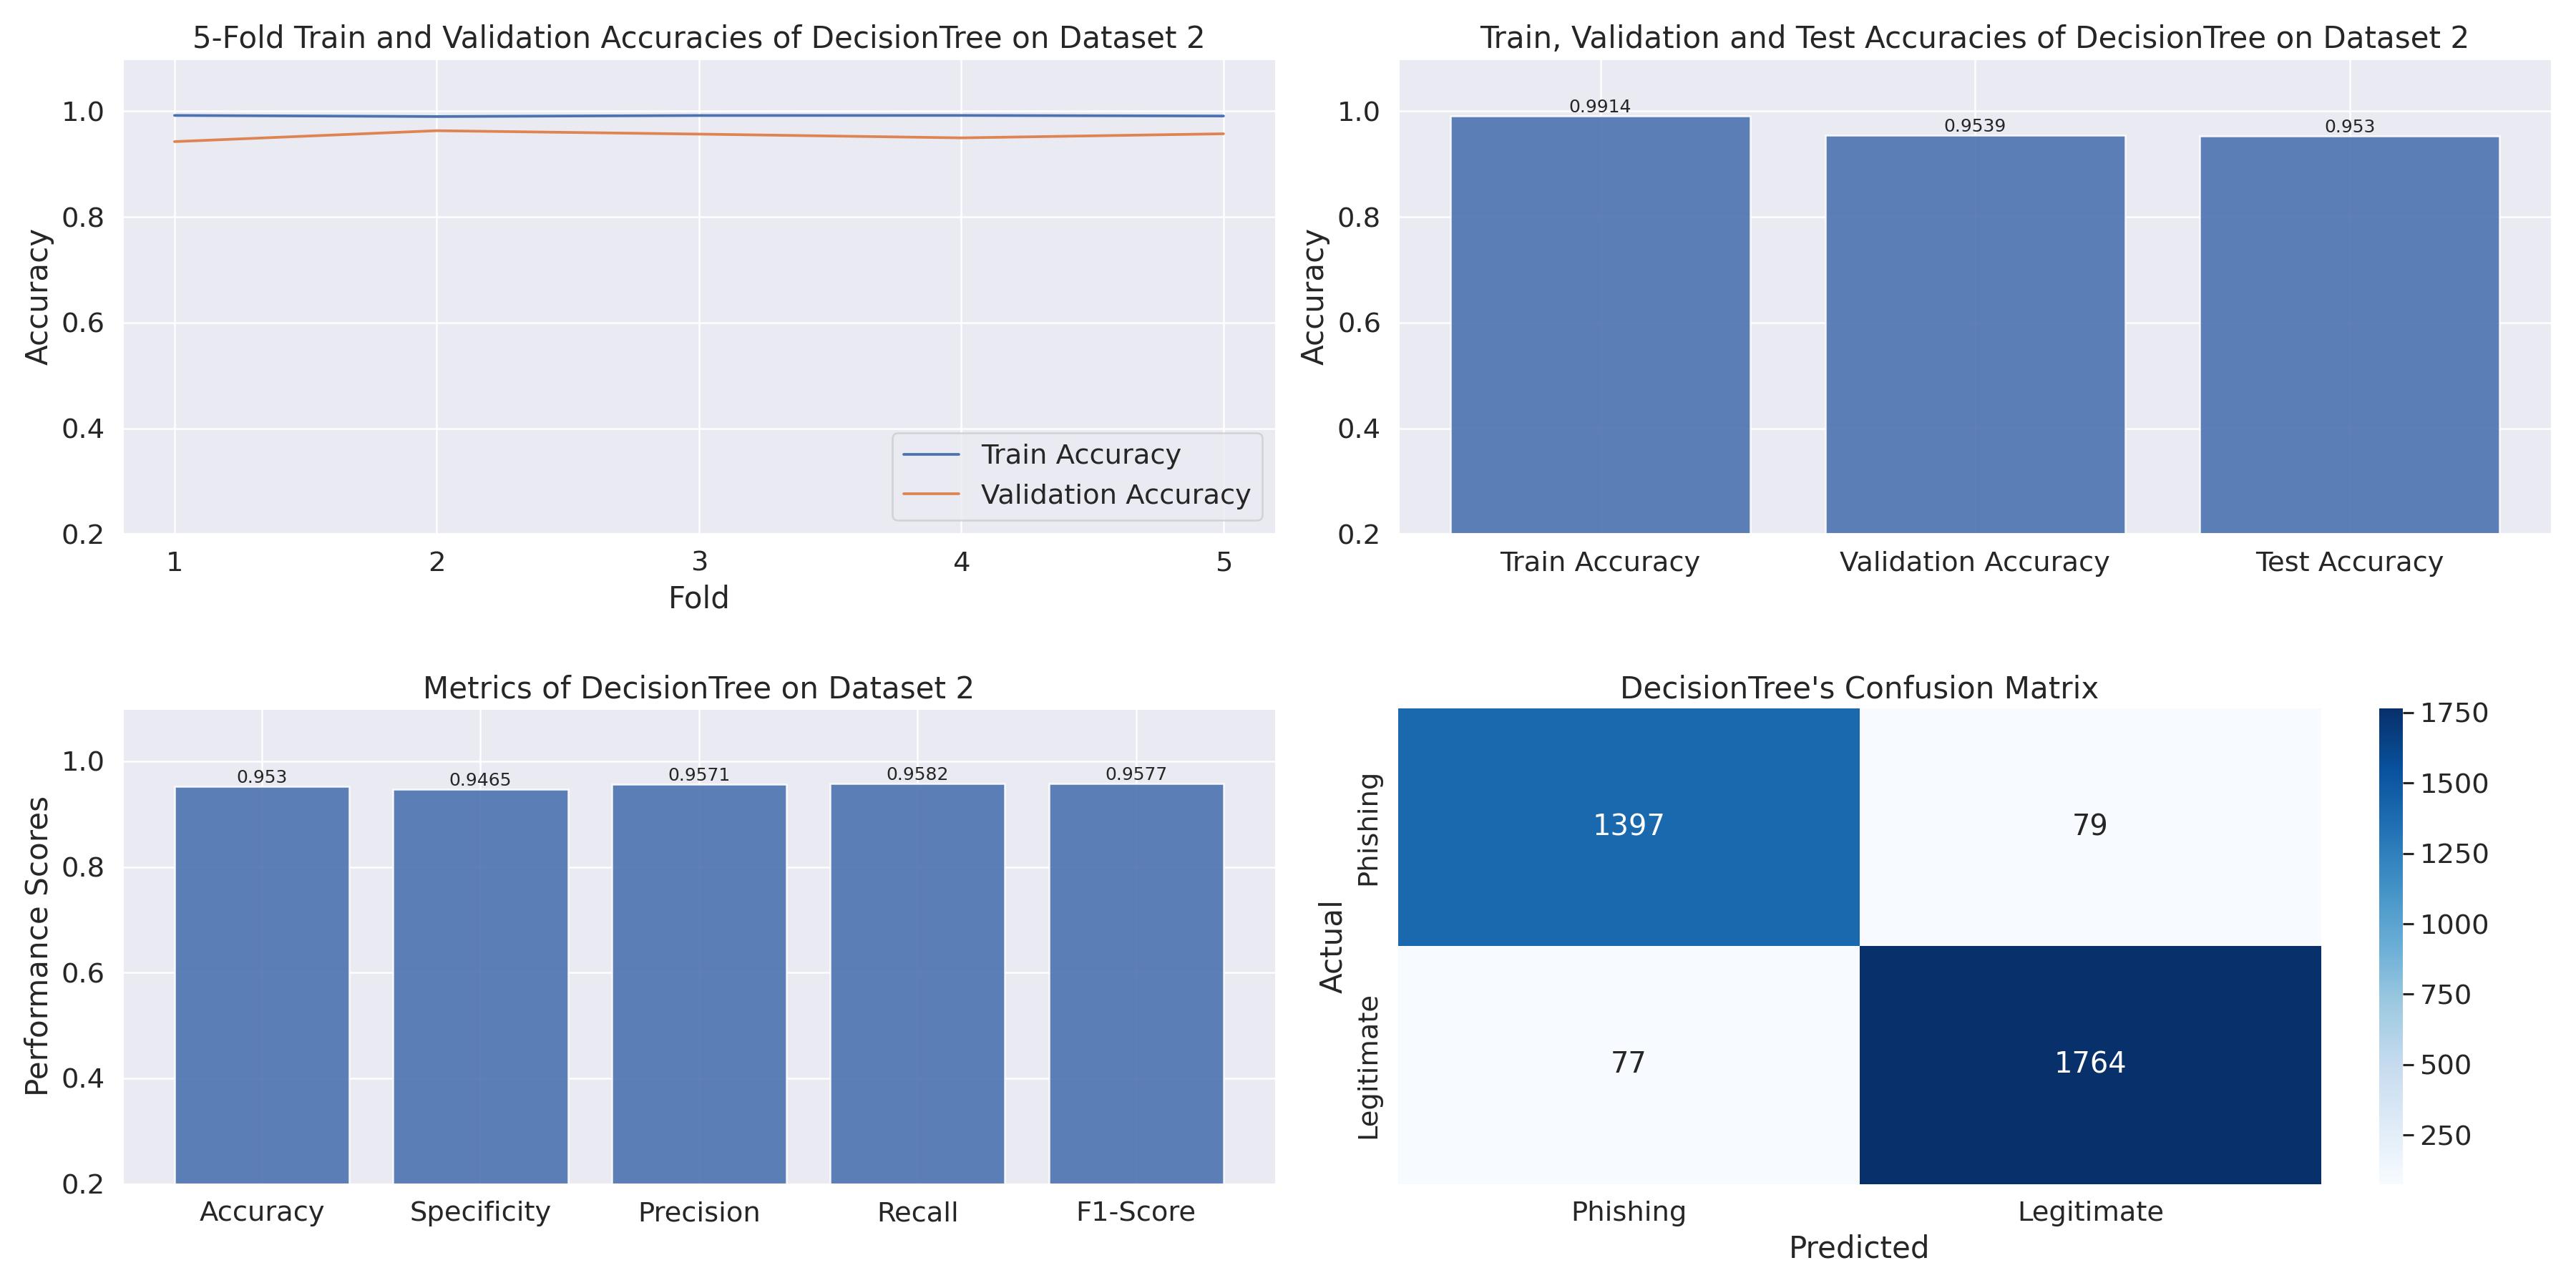 5-Fold Train and Validation Accuracies of DecisionTree on Dataset 2
Accuracy
1.0
0.8
0.6
0.4
0.2
1 2 3 4 5
Fold
Train Accuracy
Validation Accuracy
Train, Validation and Test Accuracies of DecisionTree on Dataset 2
Accuracy
1.0
0.8
0.6
0.4
0.2
0.9914 0.9539 0.953
Train Accuracy Validation Accuracy Test Accuracy
Metrics of DecisionTree on Dataset 2
Performance Scores
1.0
0.8
0.6
0.4
0.2
0.953 0.9465 0.9571 0.9582 0.9577
Accuracy Specificity Precision Recall F1-Score
DecisionTree's Confusion Matrix
Actual
Phishing
Legitimate
1397 79
77 1764
Phishing Legitimate
Predicted
1750
1500
1250
1000
750
500
250